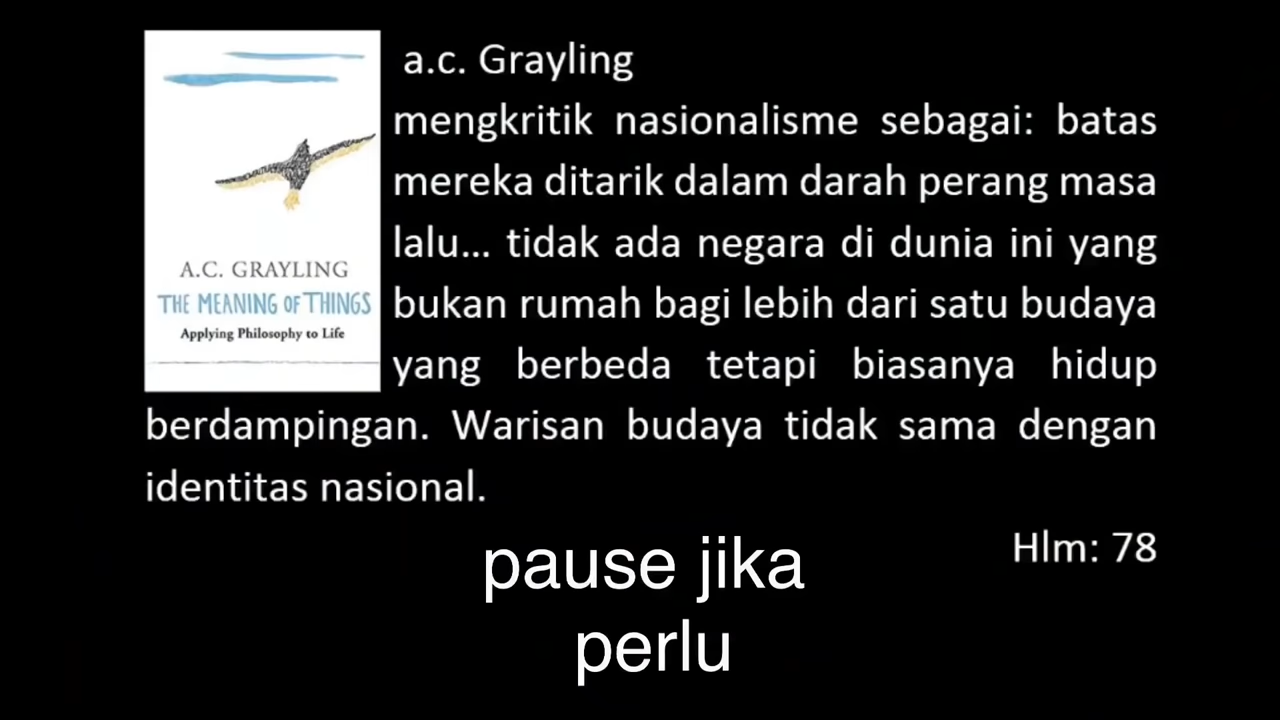 a.c. Grayling
mengkritik nasionalisme sebagai: batas
mereka ditarik dalam darah perang masa
lalu... tidak ada negara di dunia ini yang
bukan rumah bagi lebih dari satu budaya
yang berbeda tetapi biasanya hidup
berdampingan. Warisan budaya tidak sama dengan
identitas nasional.
Hlm: 78
A.C. GRAYLING
THE MEANING OF THINGS
Applying Philosophy to Life
pause jika
perlu